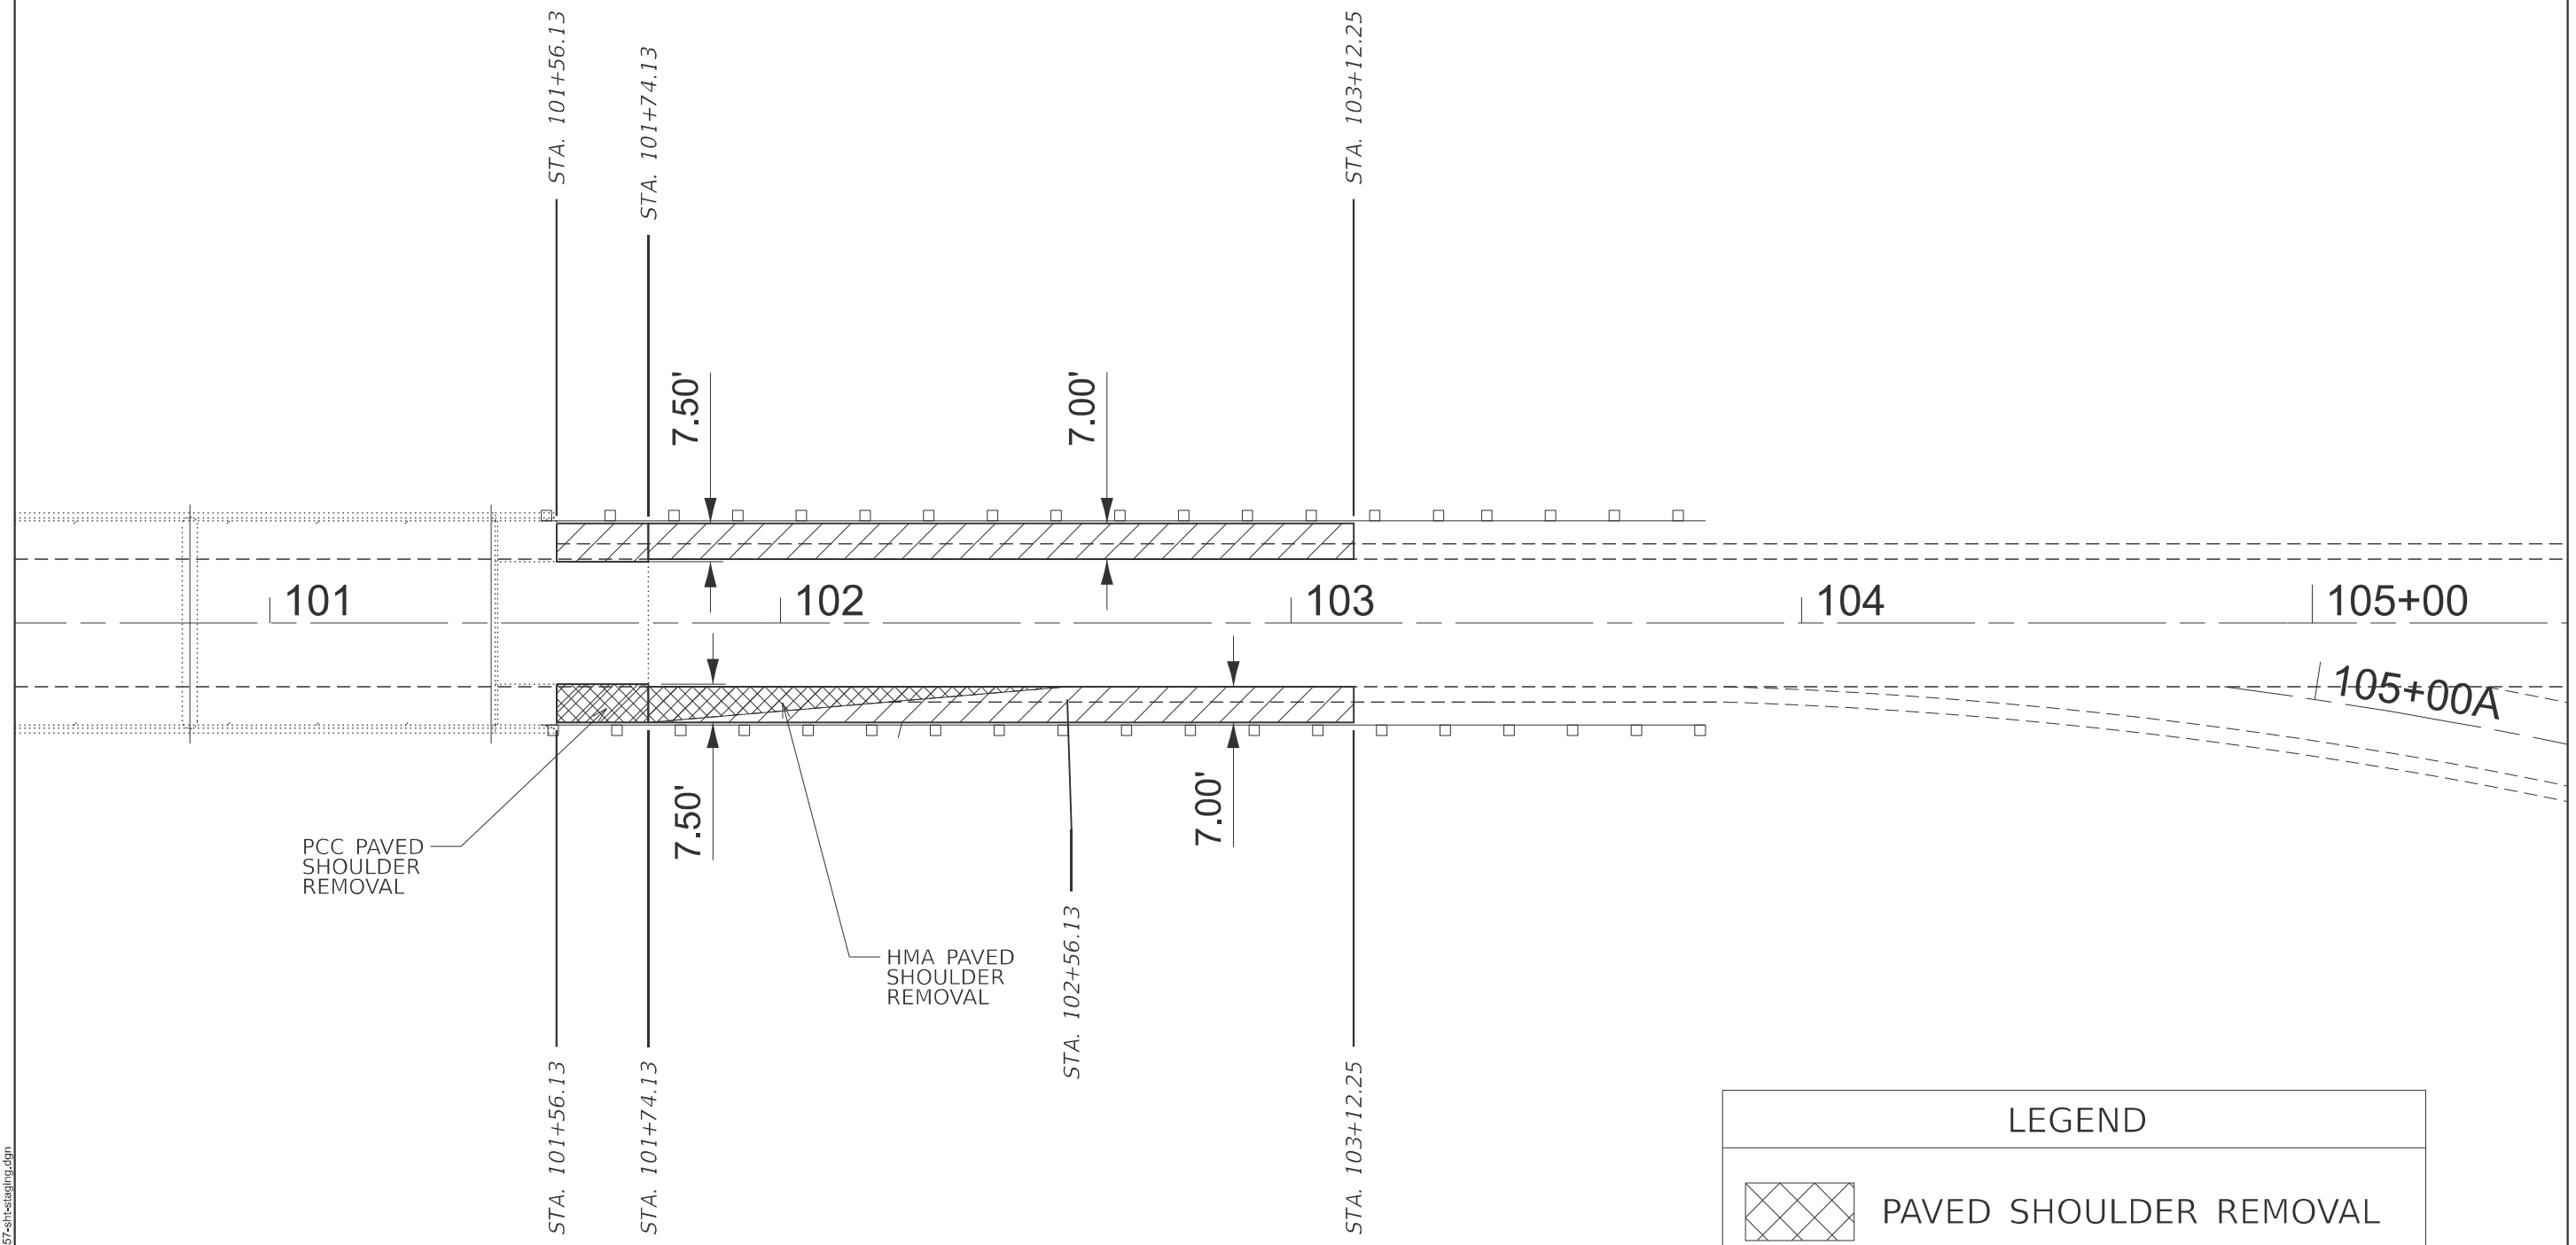 STA. 101+56.13
STA. 101+74.13
STA. 103+12.25
7.50'
7.00'
101
102
103
104
105+00
105+00A
7.50'
7.00'
PCC PAVED
SHOULDER
REMOVAL
HMA PAVED
SHOULDER
REMOVAL
STA. 102+56.13
STA. 101+56.13
STA. 101+74.13
STA. 103+12.25
LEGEND
PAVED SHOULDER REMOVAL
57-sht-staging.dgn